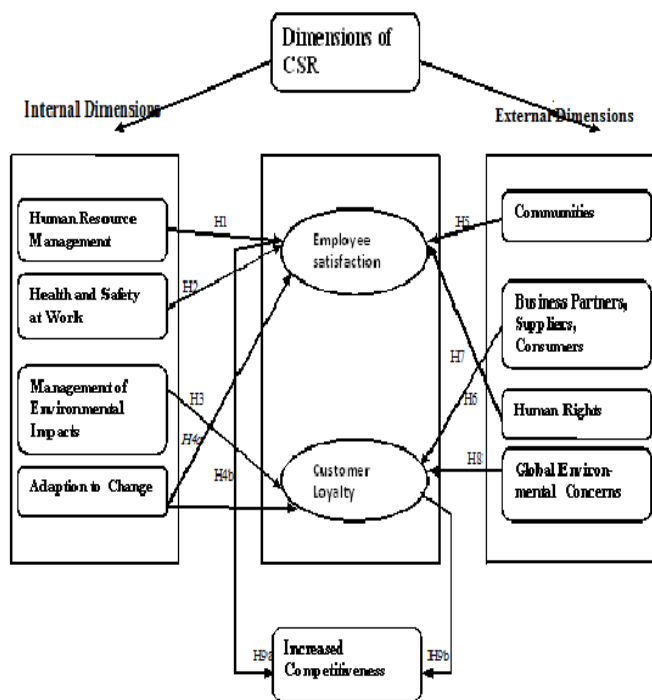 Dimensions of
CSR
Internal Dimensions
External Dimensions
Human Resource
Management
H1
Health and Safety
at Work
H2
Management of
Environmental
Impacts
H3
H4a
Adaption to Change
H4b
Employee
satisfaction
Customer
Loyalty
H5
Communities
Business Partners,
Suppliers,
Consumers
H7
H6
Human Rights
H8
Global Environ-
mental Concerns
H9a
Increased
Competitiveness
H9b